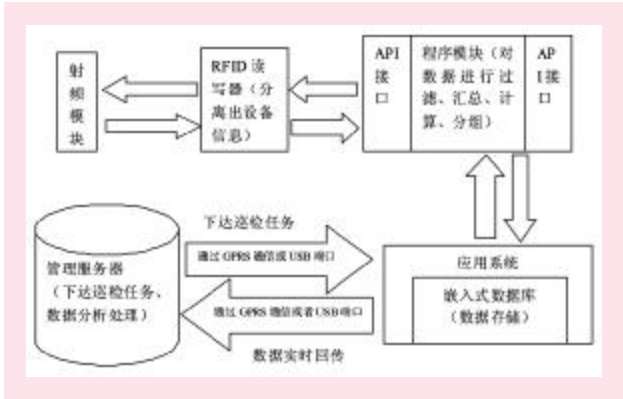 射
频
模
块
RFID 读
写器（分
离出设备
信息）
API
接
口
程序模块（对
数据进行过
滤、汇总、计
算、分组）
AP
I接
口
下达巡检任务
通过 GPRS 通信或 USB 端口
管理服务器
（下达巡检任务、
数据分析处理）
通过 GPRS 通信或者USB 端口
数据实时回传
应用系统
嵌入式数据库
（数据存储）